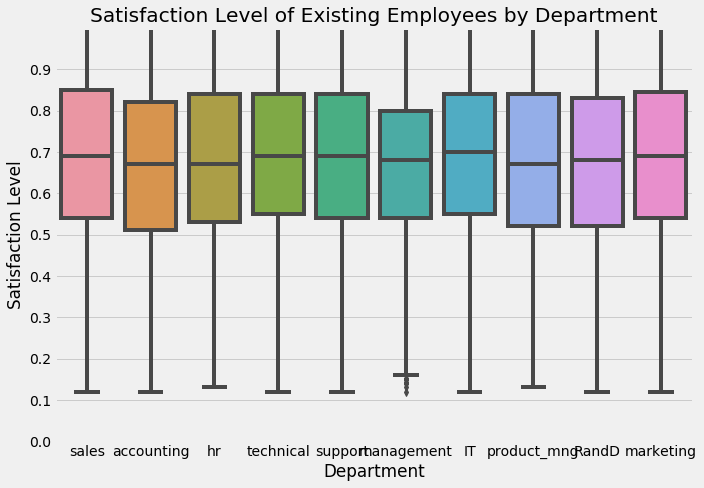 Satisfaction Level of Existing Employees by Department
Satisfaction Level
0.9
0.8
0.7
0.6
0.5
0.4
0.3
0.2
0.1
0.0
sales accounting hr technical support management IT product_mng RandD marketing
Department